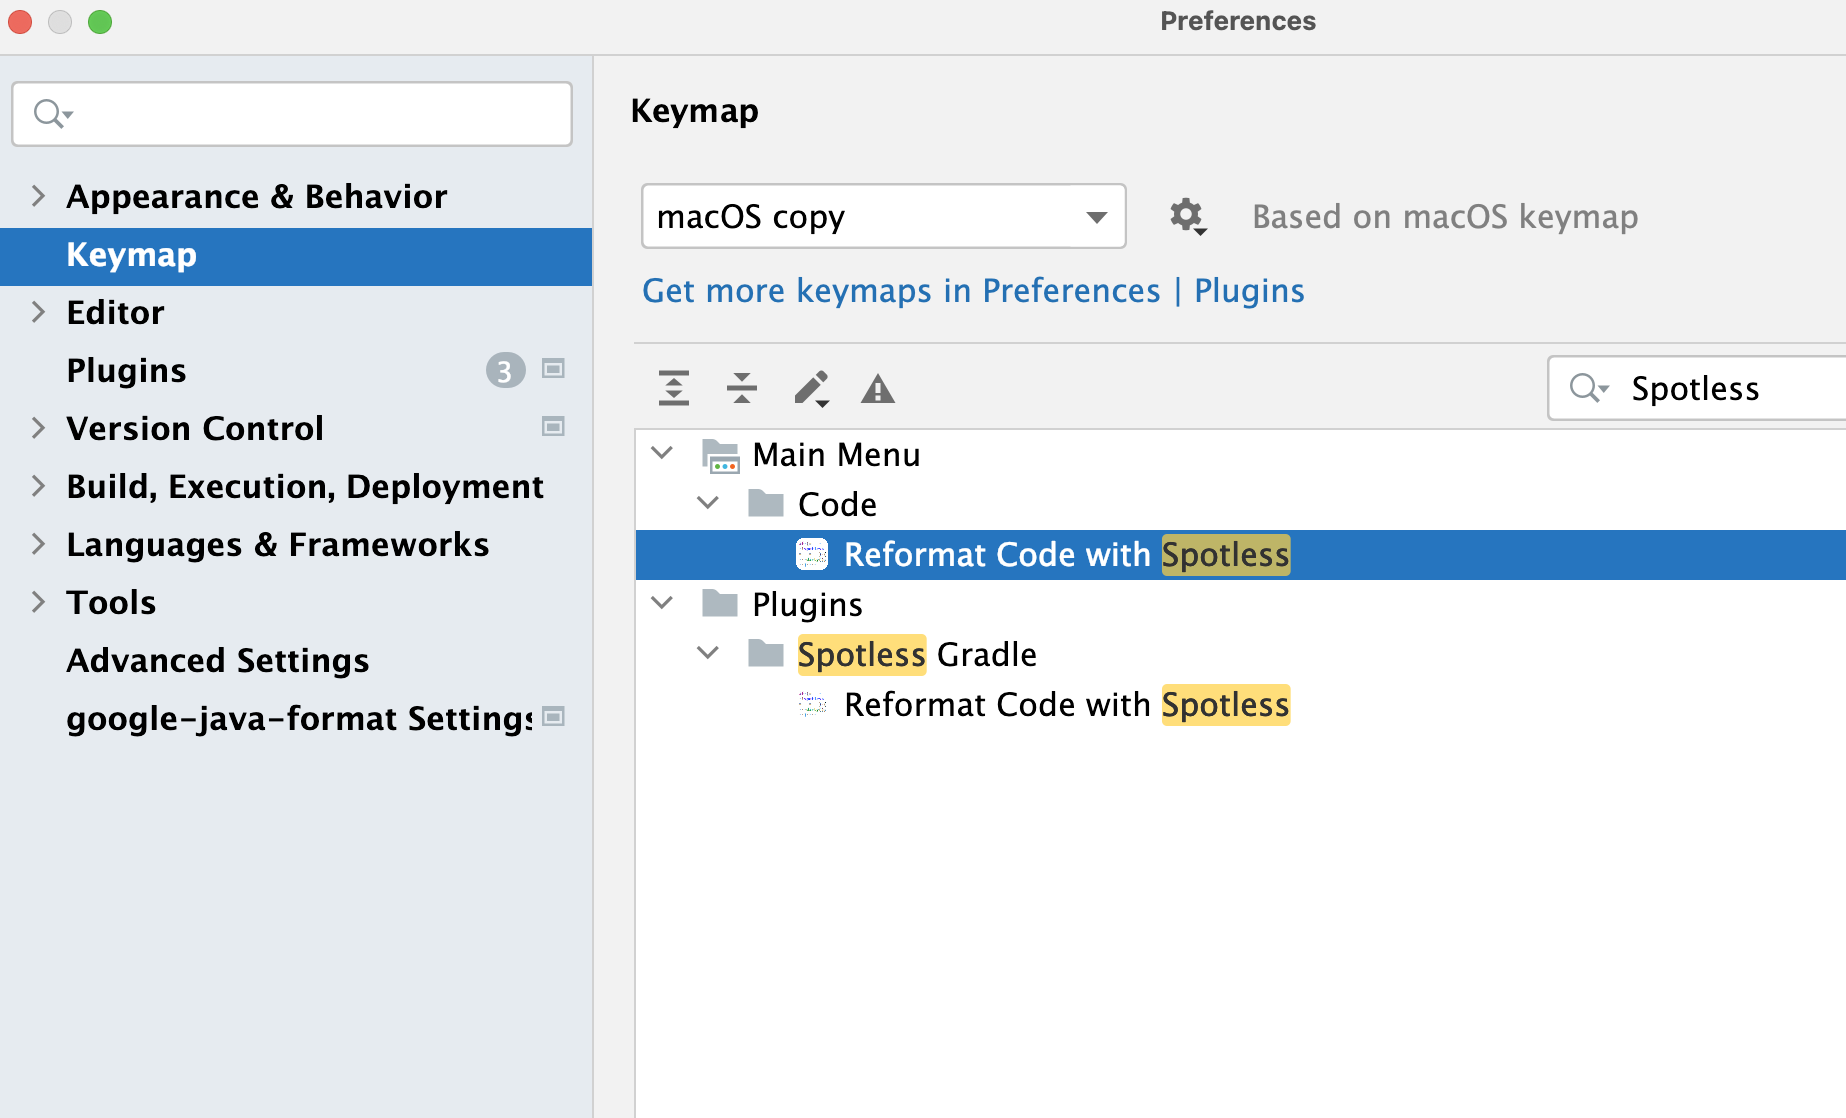 Preferences
Appearance & Behavior
Keymap
Editor
Plugins 3
Version Control
Build, Execution, Deployment
Languages & Frameworks
Tools
Advanced Settings
google-java-format Settings
Keymap
macOS copy
Based on macOS keymap
Get more keymaps in Preferences | Plugins
Spotless
Main Menu
Code
Reformat Code with Spotless
Plugins
Spotless Gradle
Reformat Code with Spotless